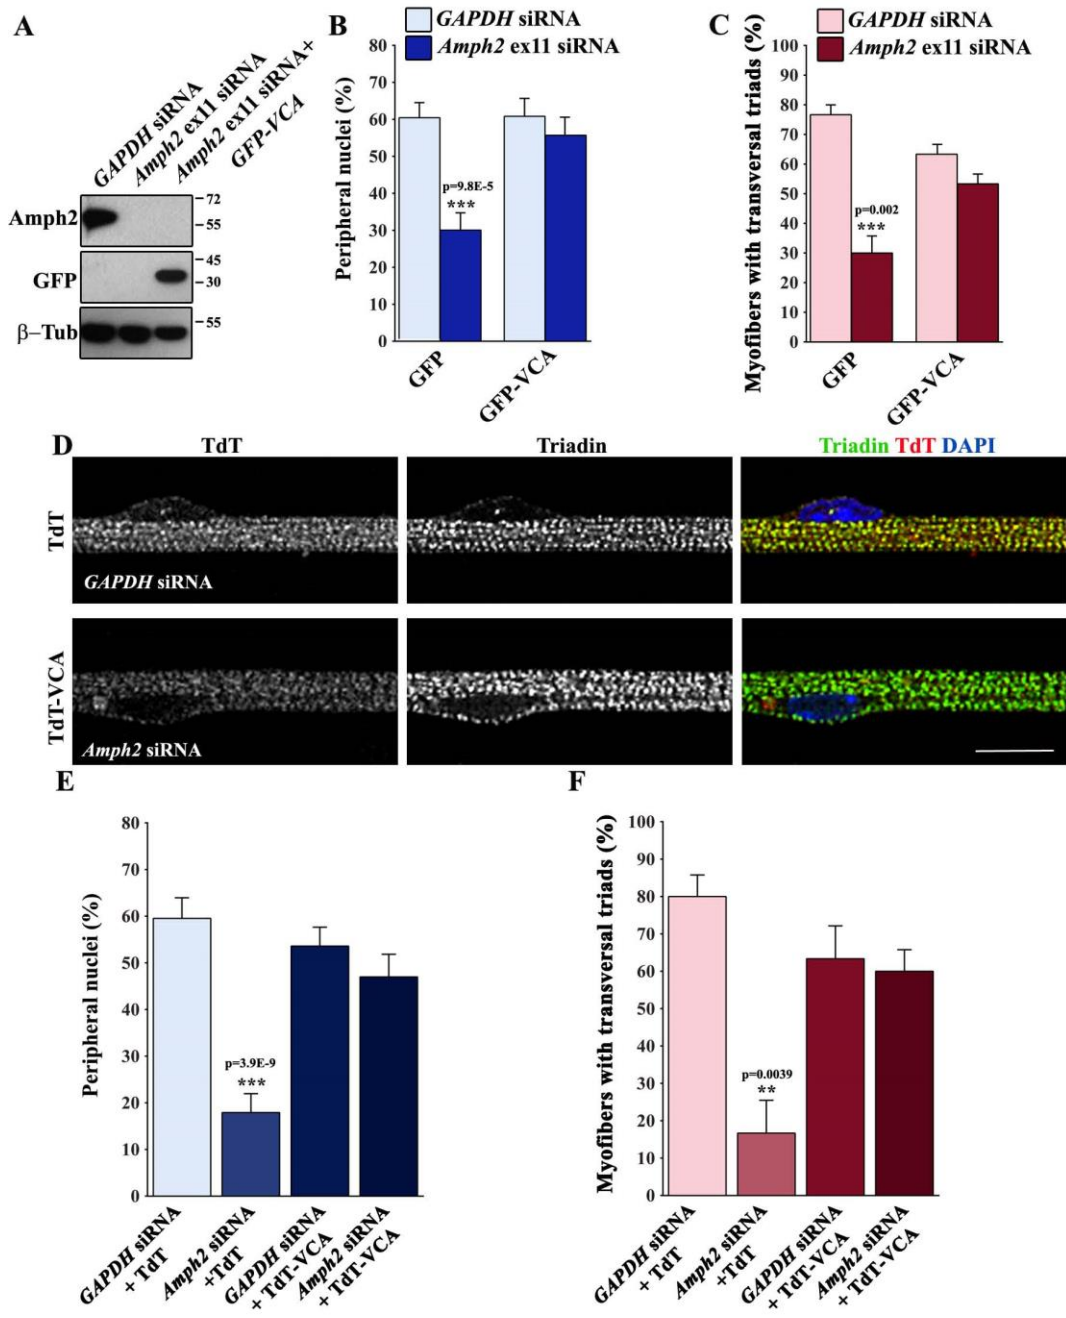 A
GAPDH siRNA
Amph2 ex11 siRNA
Amph2 ex11 siRNA+
GFP-VCA
Amph2
72
55
GFP
45
30
β-Tub
55
B
GAPDH siRNA
Amph2 ex11 siRNA
Peripheral nuclei (%)
80
70
60
50
40
30
20
10
0
p=9.8E-5
***
GFP
GFP-VCA
C
GAPDH siRNA
Amph2 ex11 siRNA
Myofibers with transversal triads (%)
100
90
80
70
60
50
40
30
20
10
0
p=0.002
***
GFP
GFP-VCA
D
TdT
Triadin
Triadin TdT DAPI
TdT
GAPDH siRNA
TdT-VCA
Amph2 siRNA
E
Peripheral nuclei (%)
80
70
60
50
40
30
20
10
0
p=3.9E-9
***
GAPDH siRNA
+ TdT
Amph2 siRNA
+TdT
GAPDH siRNA
+ TdT-VCA
Amph2 siRNA
+ TdT-VCA
F
Myofibers with transversal triads (%)
100
90
80
70
60
50
40
30
20
10
0
p=0.0039
**
GAPDH siRNA
+ TdT
Amph2 siRNA
+TdT
GAPDH siRNA
+ TdT-VCA
Amph2 siRNA
+ TdT-VCA